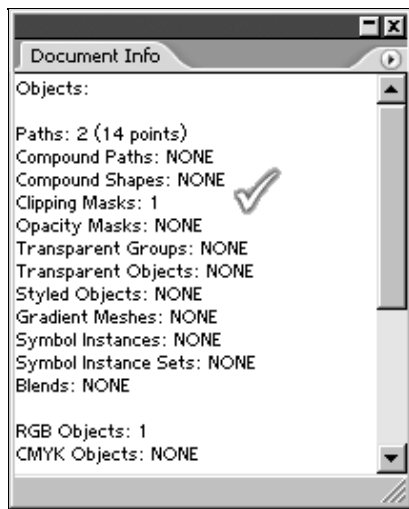 Document Info
Objects:
Paths: 2 (14 points)
Compound Paths: NONE
Compound Shapes: NONE
Clipping Masks: 1
Opacity Masks: NONE
Transparent Groups: NONE
Transparent Objects: NONE
Styled Objects: NONE
Gradient Meshes: NONE
Symbol Instances: NONE
Symbol Instance Sets: NONE
Blends: NONE
RGB Objects: 1
CMYK Objects: NONE